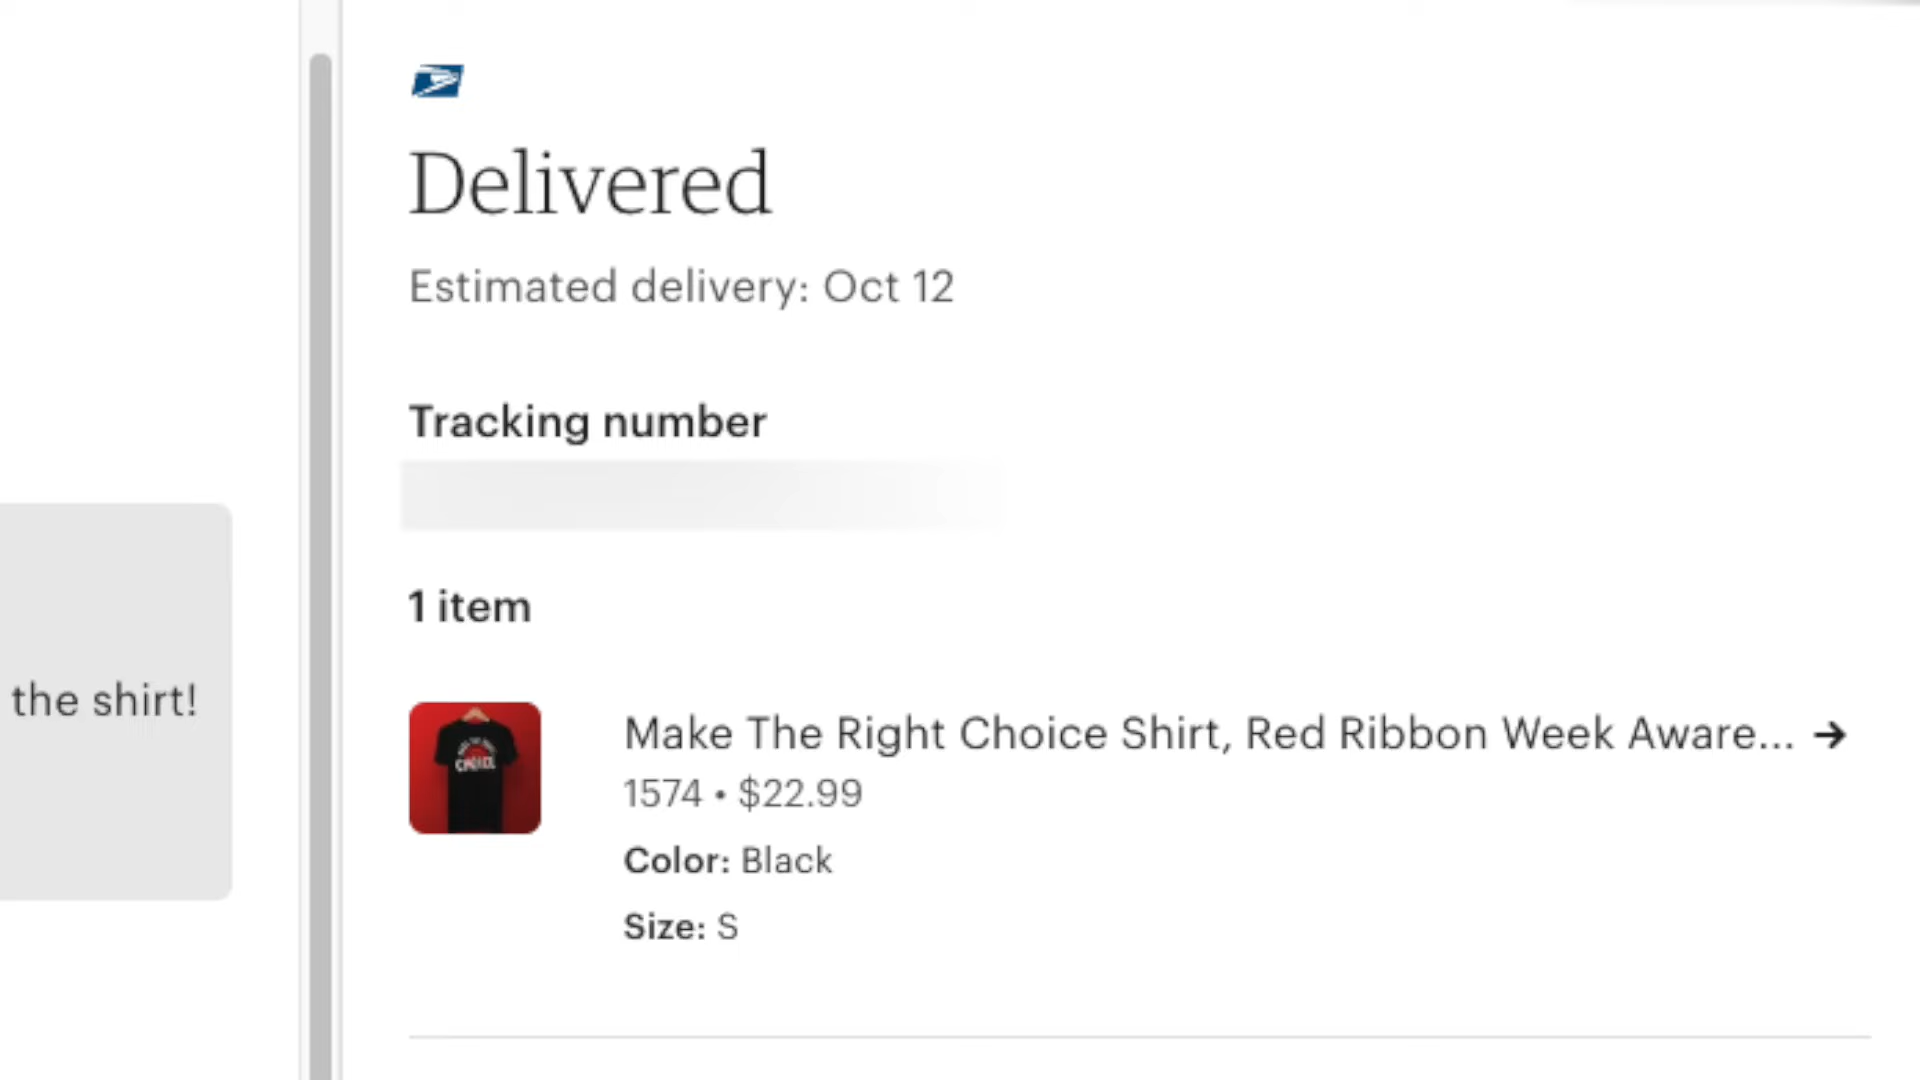 Delivered
Estimated delivery: Oct 12
Tracking number
1 item
the shirt!
Make The Right Choice Shirt, Red Ribbon Week Aware...
1574 • $22.99
Color: Black
Size: S
CHOICE